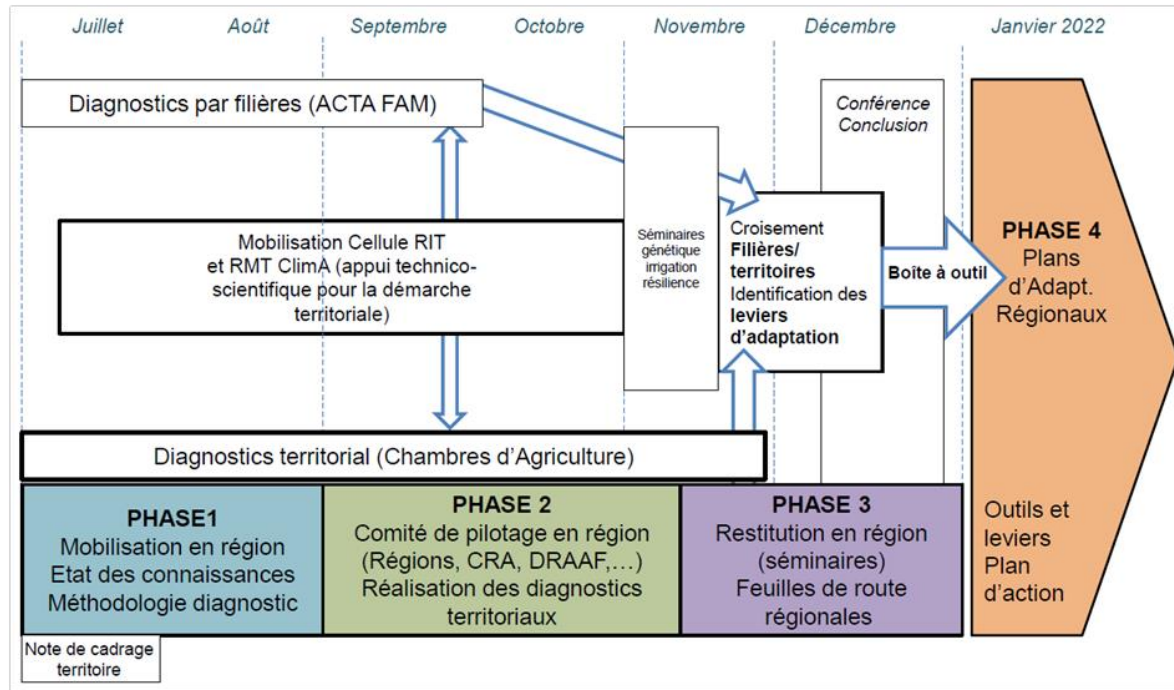 Juillet
Août
Septembre
Octobre
Novembre
Décembre
Janvier 2022
Diagnostics par filières (ACTA FAM)
Conférence
Conclusion
Mobilisation Cellule RIT
et RMT ClimA (appui technico-
scientifique pour la démarche
territoriale)
Séminaires
génétique
irrigation
résilience
Croisement
Filières/
territoires
Identification des
leviers
d'adaptation
Boîte à outil
PHASE 4
Plans
d'Adapt.
Régionaux
Outils et
leviers
Plan
d'action
Diagnostics territorial (Chambres d'Agriculture)
PHASE1
Mobilisation en région
Etat des connaissances
Méthodologie diagnostic
PHASE 2
Comité de pilotage en région
(Régions, CRA, DRAAF,…)
Réalisation des diagnostics
territoriaux
PHASE 3
Restitution en région
(séminaires)
Feuilles de route
régionales
Note de cadrage
territoire